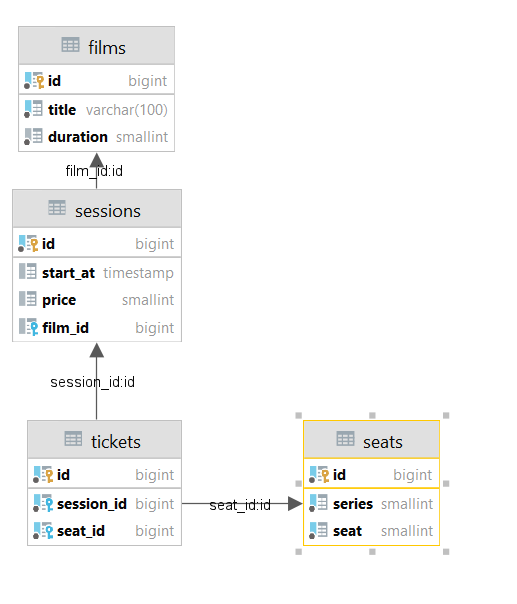 films
id bigint
title varchar(100)
duration smallint
film_id:id
sessions
id bigint
start_at timestamp
price smallint
film_id bigint
session_id:id
tickets
id bigint
session_id bigint
seat_id bigint
seat_id:id
seats
id bigint
series smallint
seat smallint